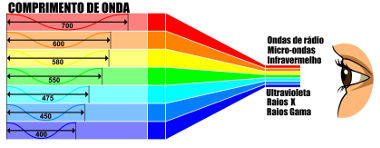 COMPRIMENTO DE ONDA
700
600
580
550
475
450
400
Ondas de rádio
Micro-ondas
Infravermelho
Ultravioleta
Raios X
Raios Gama